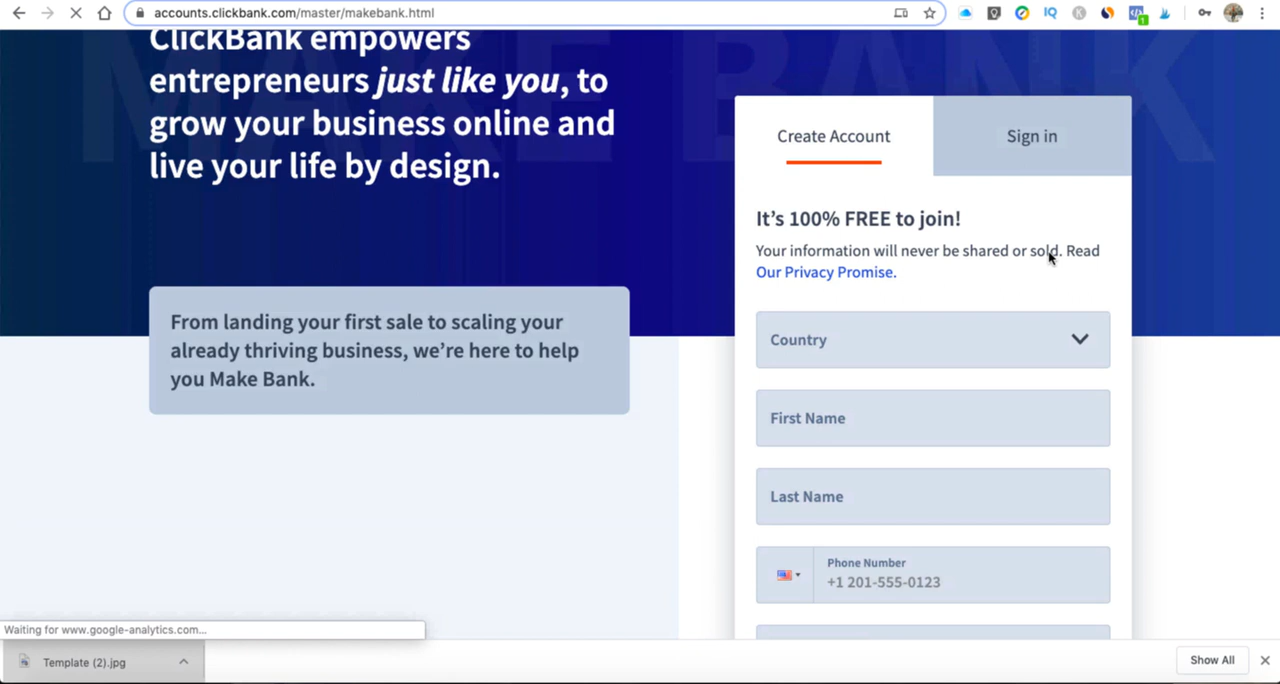 accounts.clickbank.com/master/makebank.html
IQ
K
1
MAKE BANK
ClickBank empowers
entrepreneurs just like you, to
grow your business online and
live your life by design.
From landing your first sale to scaling your
already thriving business, we’re here to help
you Make Bank.
Create Account
Sign in
It’s 100% FREE to join!
Your information will never be shared or sold. Read
Our Privacy Promise.
Country
First Name
Last Name
Phone Number
+1 201-555-0123
Waiting for www.google-analytics.com...
Template (2).jpg
Show All